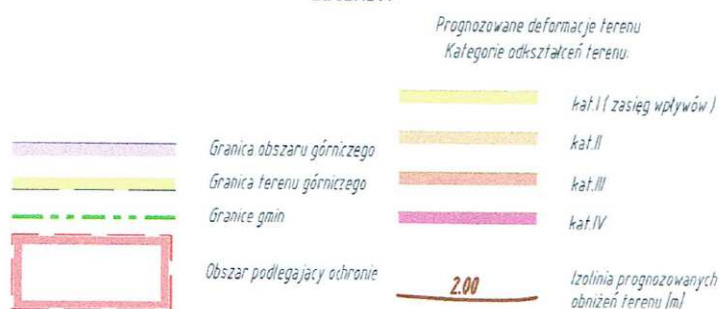 Prognozowane deformacje terenu
Kategorie odkształceń terenu:
Granica obszaru górniczego
Granica terenu górniczego
Granice gmin
Obszar podlegający ochronie
kat.I ( zasięg wpływów )
kat.II
kat.III
kat.IV
2.00
Izolinia prognozowanych
obniżeń terenu [m]